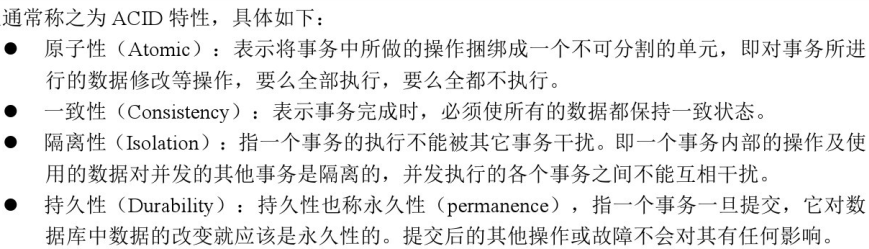 通常称之为 ACID 特性，具体如下：
● 原子性（Atomic）：表示将事务中所做的操作捆绑成一个不可分割的单元，即对事务所进
行的数据修改等操作，要么全部执行，要么全都不执行。
● 一致性（Consistency）：表示事务完成时，必须使所有的数据都保持一致状态。
● 隔离性（Isolation）：指一个事务的执行不能被其它事务干扰。即一个事务内部的操作及使
用的数据对并发的其他事务是隔离的，并发执行的各个事务之间不能互相干扰。
● 持久性（Durability）：持久性也称永久性（permanence），指一个事务一旦提交，它对数
据库中数据的改变就应该是永久性的。提交后的其他操作或故障不会对其有任何影响。